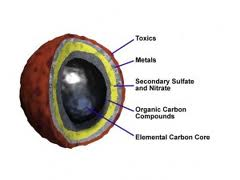 Toxics
Metals
Secondary Sulfate
and Nitrate
Organic Carbon
Compounds
Elemental Carbon Core